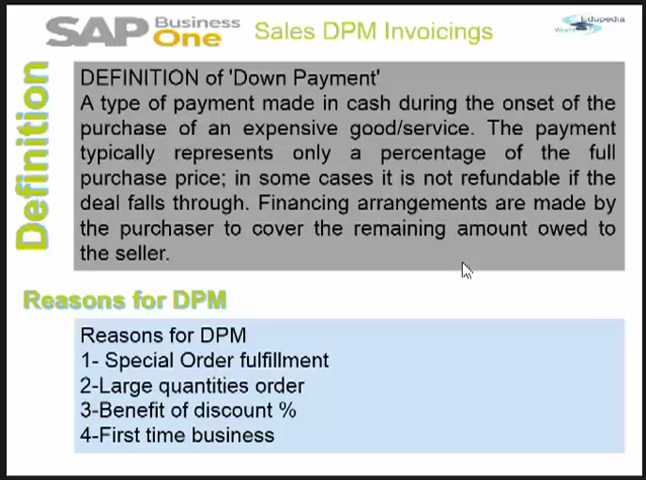 SAP Business One Sales DPM Invoicings
Edupedia
World
Definition
DEFINITION of 'Down Payment'
A type of payment made in cash during the onset of the
purchase of an expensive good/service. The payment
typically represents only a percentage of the full
purchase price; in some cases it is not refundable if the
deal falls through. Financing arrangements are made by
the purchaser to cover the remaining amount owed to
the seller.
Reasons for DPM
Reasons for DPM
1- Special Order fulfillment
2-Large quantities order
3-Benefit of discount %
4-First time business